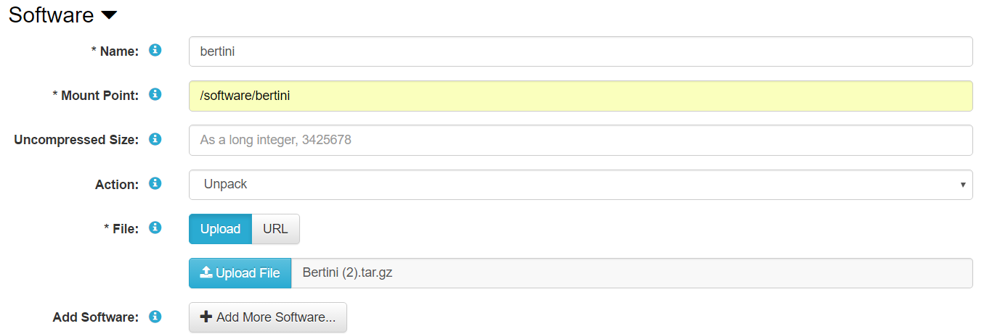 Software
* Name: bertini
* Mount Point: /software/bertini
Uncompressed Size: As a long integer, 3425678
Action: Unpack
* File: Upload URL
Upload File Bertini (2).tar.gz
Add Software: Add More Software...